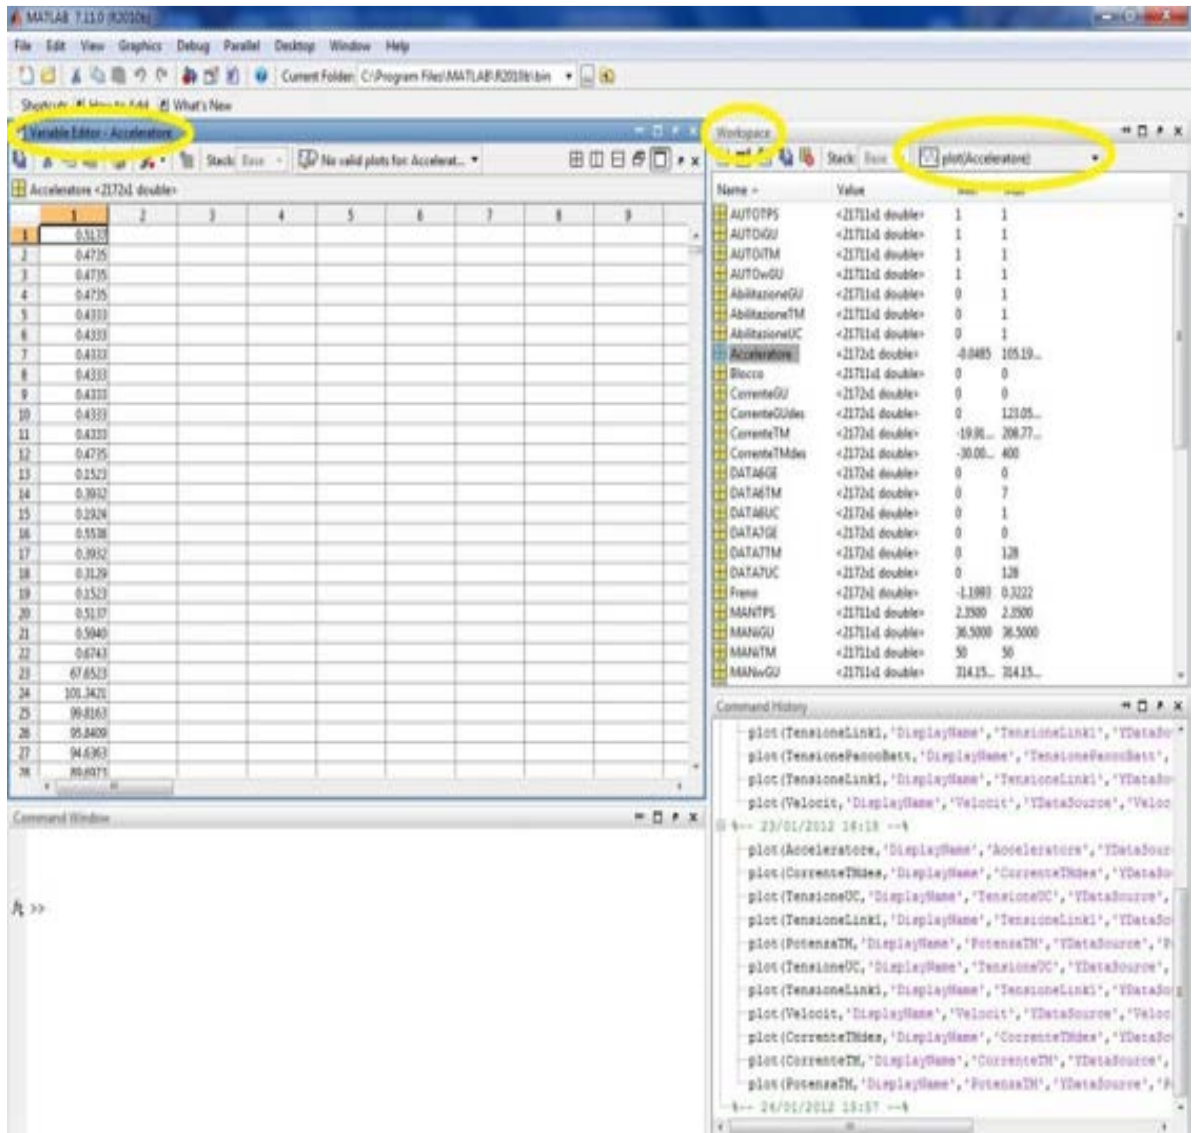 MATLAB 7.11.0 (R2010b)
File Edit View Graphics Debug Parallel Desktop Window Help
Current Folder: C:\Program Files\MATLAB\R2010b\bin
Shortcuts How to Add What's New
Variable Editor - Acceleratore
Stack: Base No valid plots for: Accelerat...
Acceleratore <2172x1 double>
1 2 3 4 5 6 7 8 9
1 0.5137
2 0.4735
3 0.4735
4 0.4735
5 0.4333
6 0.4333
7 0.4333
8 0.4333
9 0.4333
10 0.4333
11 0.4333
12 0.4735
13 0.1523
14 0.3932
15 0.1924
16 0.5538
17 0.3932
18 0.3129
19 0.1523
20 0.5137
21 0.5940
22 0.6743
23 67.6523
24 101.3421
25 99.8163
26 95.8409
27 94.6363
28 89.6973
Command Window
>>
Workspace
Stack: Base plot(Acceleratore)
Name Value
AUTOTPS <21711x1 double> 1 1
AUTOiGU <21711x1 double> 1 1
AUTOiTM <21711x1 double> 1 1
AUTOwGU <21711x1 double> 1 1
AbilitazioneGU <21711x1 double> 0 1
AbilitazioneTM <21711x1 double> 0 1
AbilitazioneUC <21711x1 double> 0 1
Acceleratore <2172x1 double> -0.0485 105.19...
Blocco <21711x1 double> 0 0
CorrenteGU <2172x1 double> 0 0
CorrenteGUdes <2172x1 double> 0 123.05...
CorrenteTM <2172x1 double> -19.91... 208.77...
CorrenteTMdes <2172x1 double> -30.00... 400
DATA6GE <2172x1 double> 0 0
DATA6TM <2172x1 double> 0 7
DATA6UC <2172x1 double> 0 1
DATA7GE <2172x1 double> 0 0
DATA7TM <2172x1 double> 0 128
DATA7UC <2172x1 double> 0 128
Freno <2172x1 double> -1.1993 0.3222
MANTPS <21711x1 double> 2.3500 2.3500
MANiGU <21711x1 double> 36.5000 36.5000
MANiTM <21711x1 double> 50 50
MANwGU <21711x1 double> 314.15... 314.15...
Command History
plot(TensioneLink1,'DisplayName','TensioneLink1','YDataSo
plot(TensionePaccoBatt,'DisplayName','TensionePaccoBatt',
plot(TensioneLink1,'DisplayName','TensioneLink1','YDataSo
plot(Velocit,'DisplayName','Velocit','YDataSource','Veloc
%-- 23/01/2012 16:18 --%
plot(Acceleratore,'DisplayName','Acceleratore','YDataSour
plot(CorrenteTMdes,'DisplayName','CorrenteTMdes','YDataSo
plot(TensioneUC,'DisplayName','TensioneUC','YDataSource',
plot(TensioneLink1,'DisplayName','TensioneLink1','YDataSo
plot(PotenzaTM,'DisplayName','PotenzaTM','YDataSource','P
plot(TensioneUC,'DisplayName','TensioneUC','YDataSource',
plot(TensioneLink1,'DisplayName','TensioneLink1','YDataSo
plot(Velocit,'DisplayName','Velocit','YDataSource','Veloc
plot(CorrenteTMdes,'DisplayName','CorrenteTMdes','YDataSo
plot(CorrenteTM,'DisplayName','CorrenteTM','YDataSource',
plot(PotenzaTM,'DisplayName','PotenzaTM','YDataSource','P
%-- 24/01/2012 15:57 --%